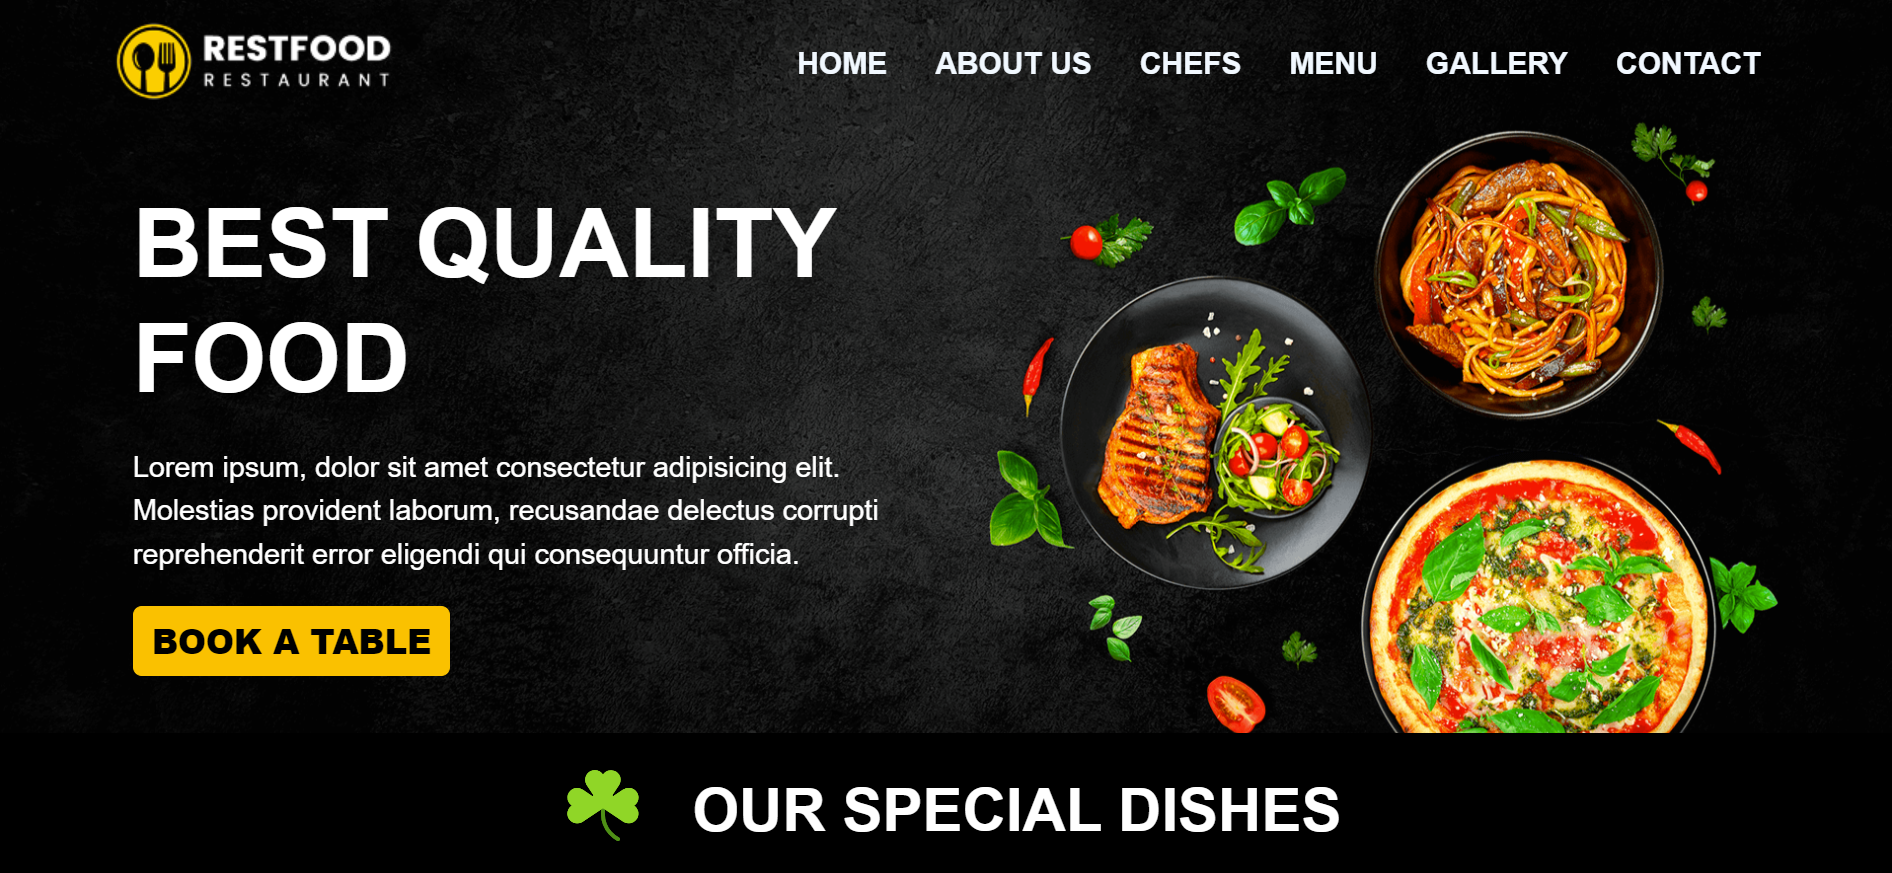 RESTFOOD
RESTAURANT
HOME ABOUT US CHEFS MENU GALLERY CONTACT
BEST QUALITY
FOOD
Lorem ipsum, dolor sit amet consectetur adipisicing elit.
Molestias provident laborum, recusandae delectus corrupti
reprehenderit error eligendi qui consequuntur officia.
BOOK A TABLE
OUR SPECIAL DISHES